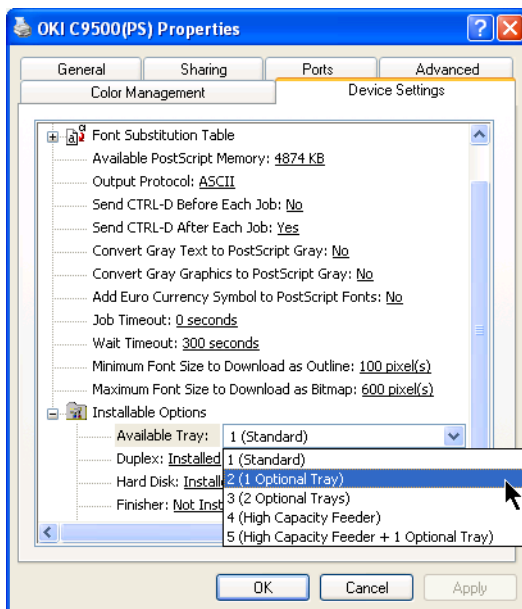 OKI C9500(PS) Properties
General Sharing Ports Advanced
Color Management Device Settings
Font Substitution Table
Available PostScript Memory: 4874 KB
Output Protocol: ASCII
Send CTRL-D Before Each Job: No
Send CTRL-D After Each Job: Yes
Convert Gray Text to PostScript Gray: No
Convert Gray Graphics to PostScript Gray: No
Add Euro Currency Symbol to PostScript Fonts: No
Job Timeout: 0 seconds
Wait Timeout: 300 seconds
Minimum Font Size to Download as Outline: 100 pixel(s)
Maximum Font Size to Download as Bitmap: 600 pixel(s)
Installable Options
Available Tray: 1 (Standard)
Duplex: Installed
Hard Disk: Install
Finisher: Not Inst
1 (Standard)
2 (1 Optional Tray)
3 (2 Optional Trays)
4 (High Capacity Feeder)
5 (High Capacity Feeder + 1 Optional Tray)
OK Cancel Apply